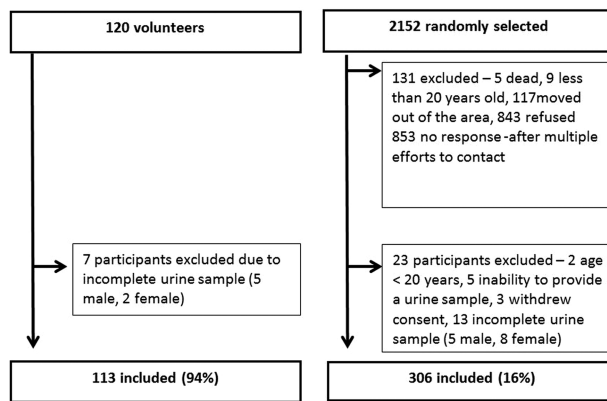 120 volunteers
2152 randomly selected
131 excluded – 5 dead, 9 less
than 20 years old, 117moved
out of the area, 843 refused
853 no response -after multiple
efforts to contact
7 participants excluded due to
incomplete urine sample (5
male, 2 female)
23 participants excluded – 2 age
< 20 years, 5 inability to provide
a urine sample, 3 withdrew
consent, 13 incomplete urine
sample (5 male, 8 female)
113 included (94%)
306 included (16%)